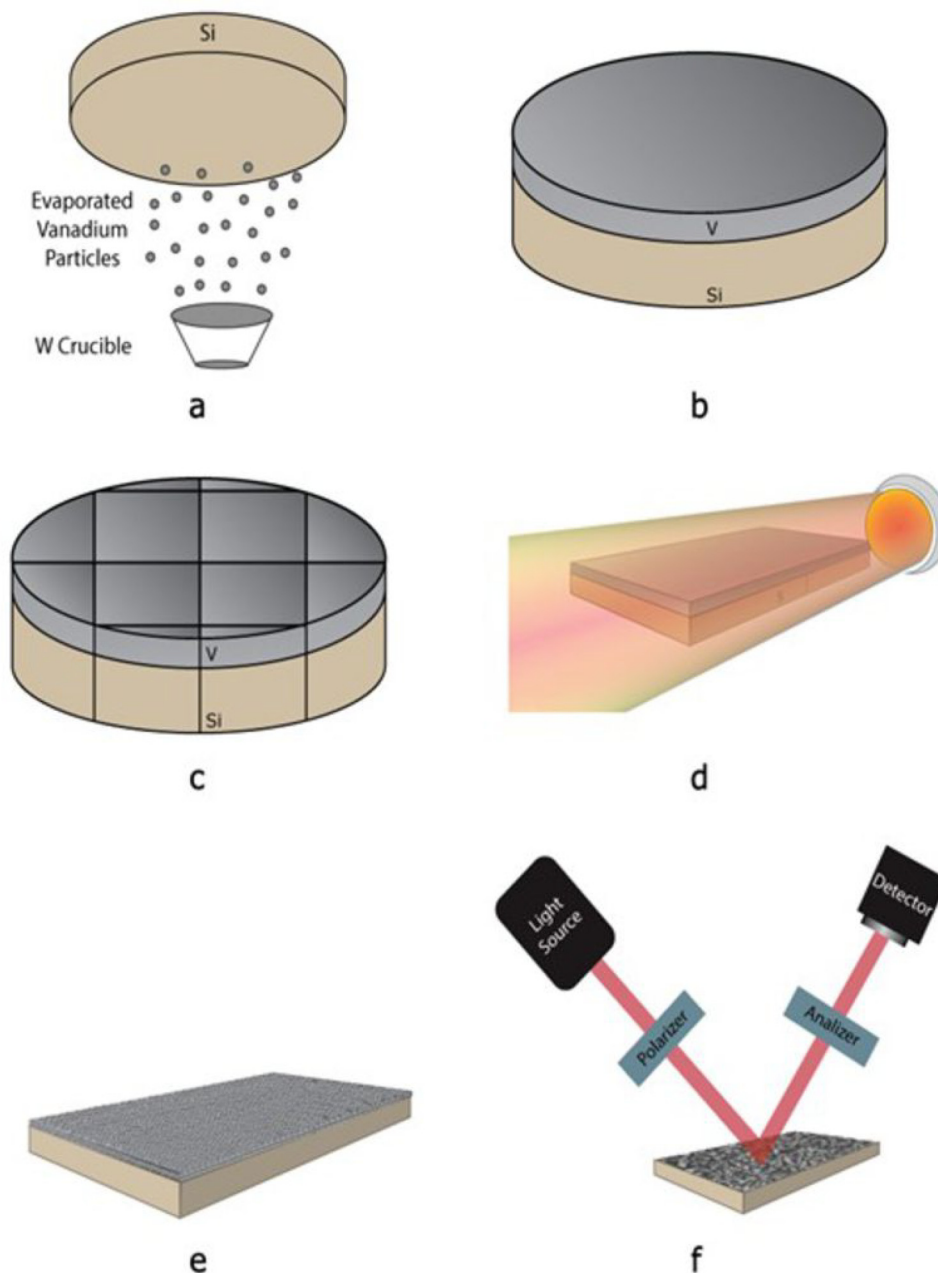 Si
Evaporated
Vanadium
Particles
W Crucible
a
V
Si
b
V
Si
c
d
e
Light
Source
Polarizer
Analizer
Detector
f